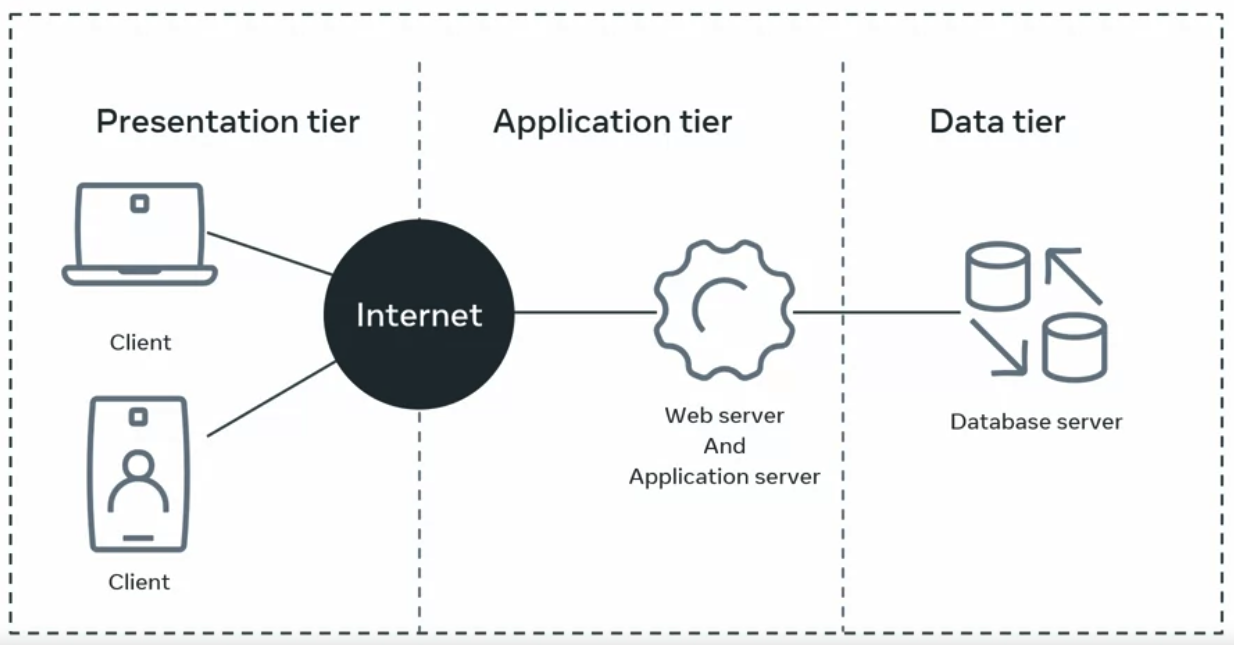 Presentation tier
Application tier
Data tier
Internet
Client
Web server
And
Application server
Database server
Client